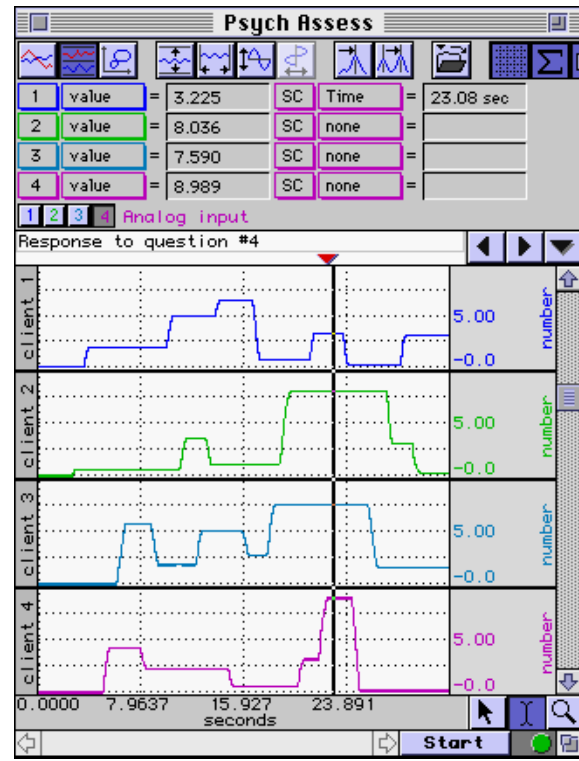 Psych Assess
Σ
1 value = 3.225 SC Time = 23.08 sec
2 value = 8.036 SC none =
3 value = 7.590 SC none =
4 value = 8.989 SC none =
1 2 3 4 Analog input
Response to question #4
client 1 5.00 -0.0 number
client 2 5.00 -0.0 number
client 3 5.00 -0.0 number
client 4 5.00 -0.0 number
0.0000 7.9637 15.927 23.891
seconds
Start